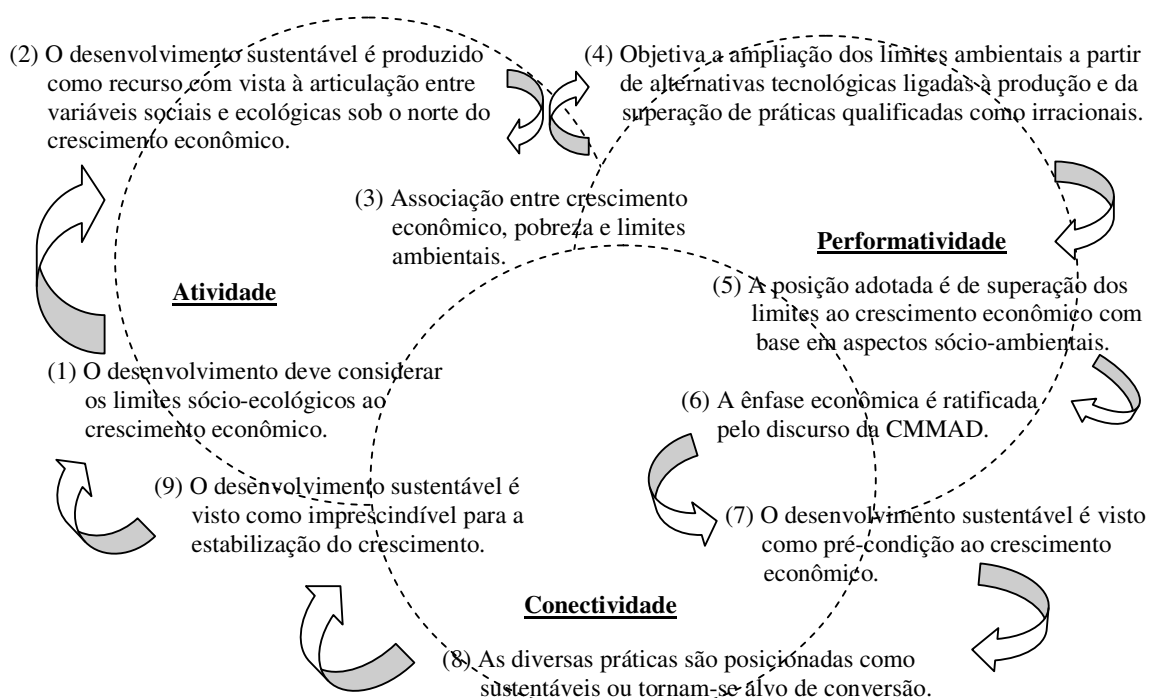 (2) O desenvolvimento sustentável é produzido
como recurso com vista à articulação entre
variáveis sociais e ecológicas sob o norte do
crescimento econômico.
(4) Objetiva a ampliação dos limites ambientais a partir
de alternativas tecnológicas ligadas à produção e da
superação de práticas qualificadas como irracionais.
(3) Associação entre crescimento
econômico, pobreza e limites
ambientais.
Performatividade
Atividade
(5) A posição adotada é de superação dos
limites ao crescimento econômico com
base em aspectos sócio-ambientais.
(1) O desenvolvimento deve considerar
os limites sócio-ecológicos ao
crescimento econômico.
(6) A ênfase econômica é ratificada
pelo discurso da CMMAD.
(9) O desenvolvimento sustentável é
visto como imprescindível para a
estabilização do crescimento.
(7) O desenvolvimento sustentável é visto
como pré-condição ao crescimento
econômico.
Conectividade
(8) As diversas práticas são posicionadas como
sustentáveis ou tornam-se alvo de conversão.